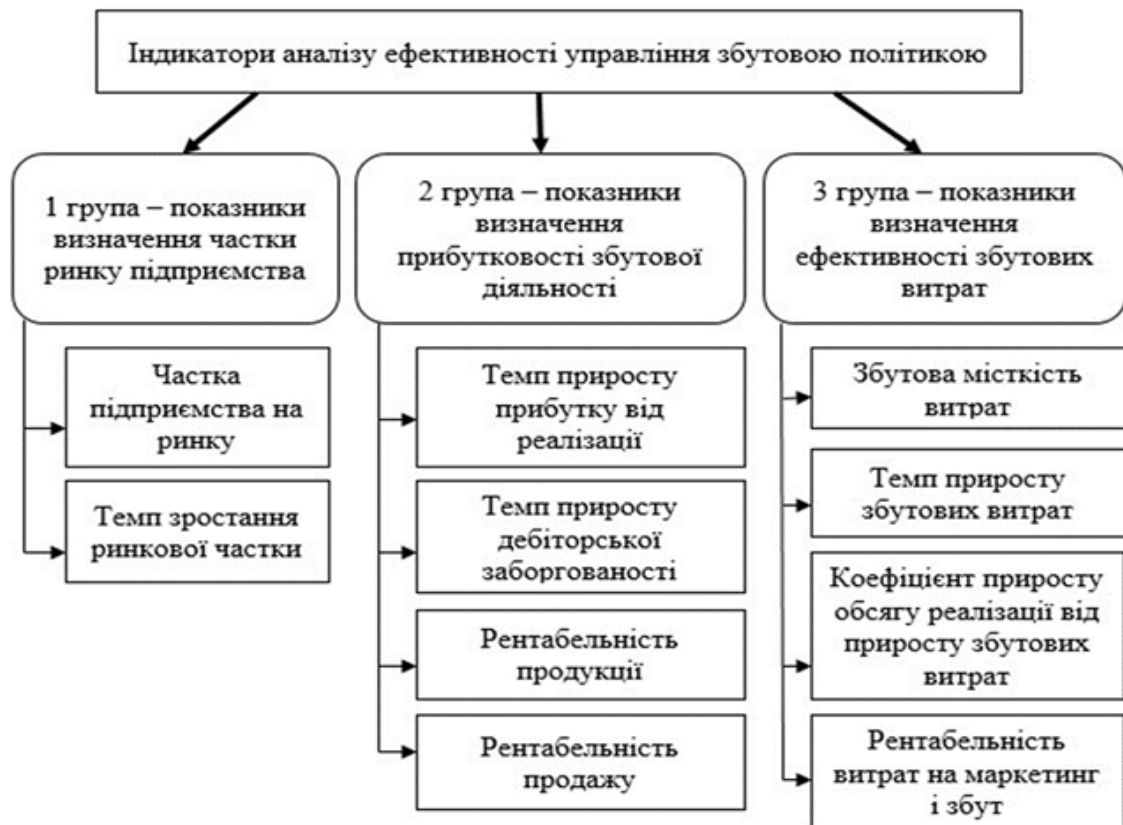 Індикатори аналізу ефективності управління збутовою політикою
1 група – показники
визначення частки
ринку підприємства
Частка
підприємства на
ринку
Темп зростання
ринкової частки
2 група – показники
визначення
прибутковості збутової
діяльності
Темп приросту
прибутку від
реалізації
Темп приросту
дебіторської
заборгованості
Рентабельність
продукції
Рентабельність
продажу
3 група – показники
визначення
ефективності збутових
витрат
Збутова місткість
витрат
Темп приросту
збутових витрат
Коефіцієнт приросту
обсягу реалізації від
приросту збутових
витрат
Рентабельність
витрат на маркетинг
і збут